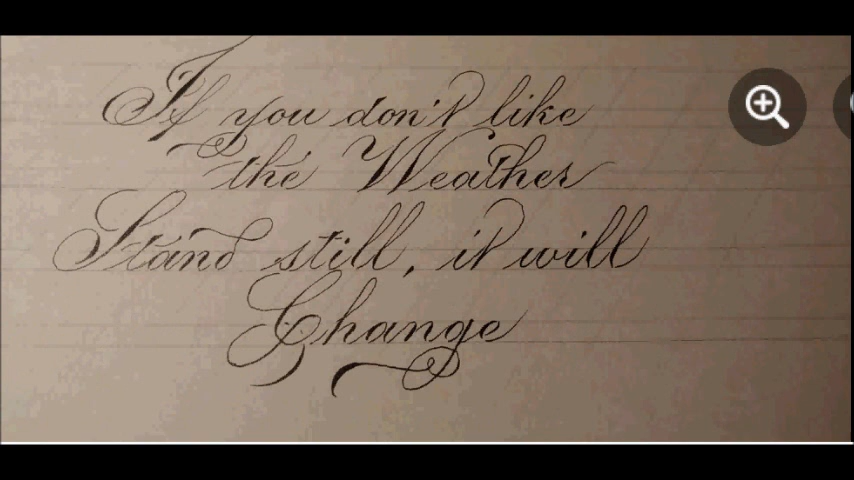 If you don't like
the Weather
Stand still, it will
Change